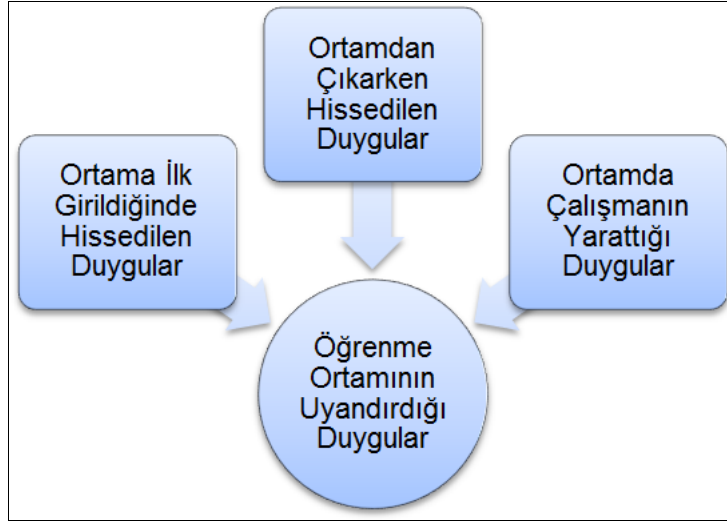 Ortamdan
Çıkarken
Hissedilen
Duygular
Ortama İlk
Girildiğinde
Hissedilen
Duygular
Ortamda
Çalışmanın
Yarattığı
Duygular
Öğrenme
Ortamının
Uyandırdığı
Duygular